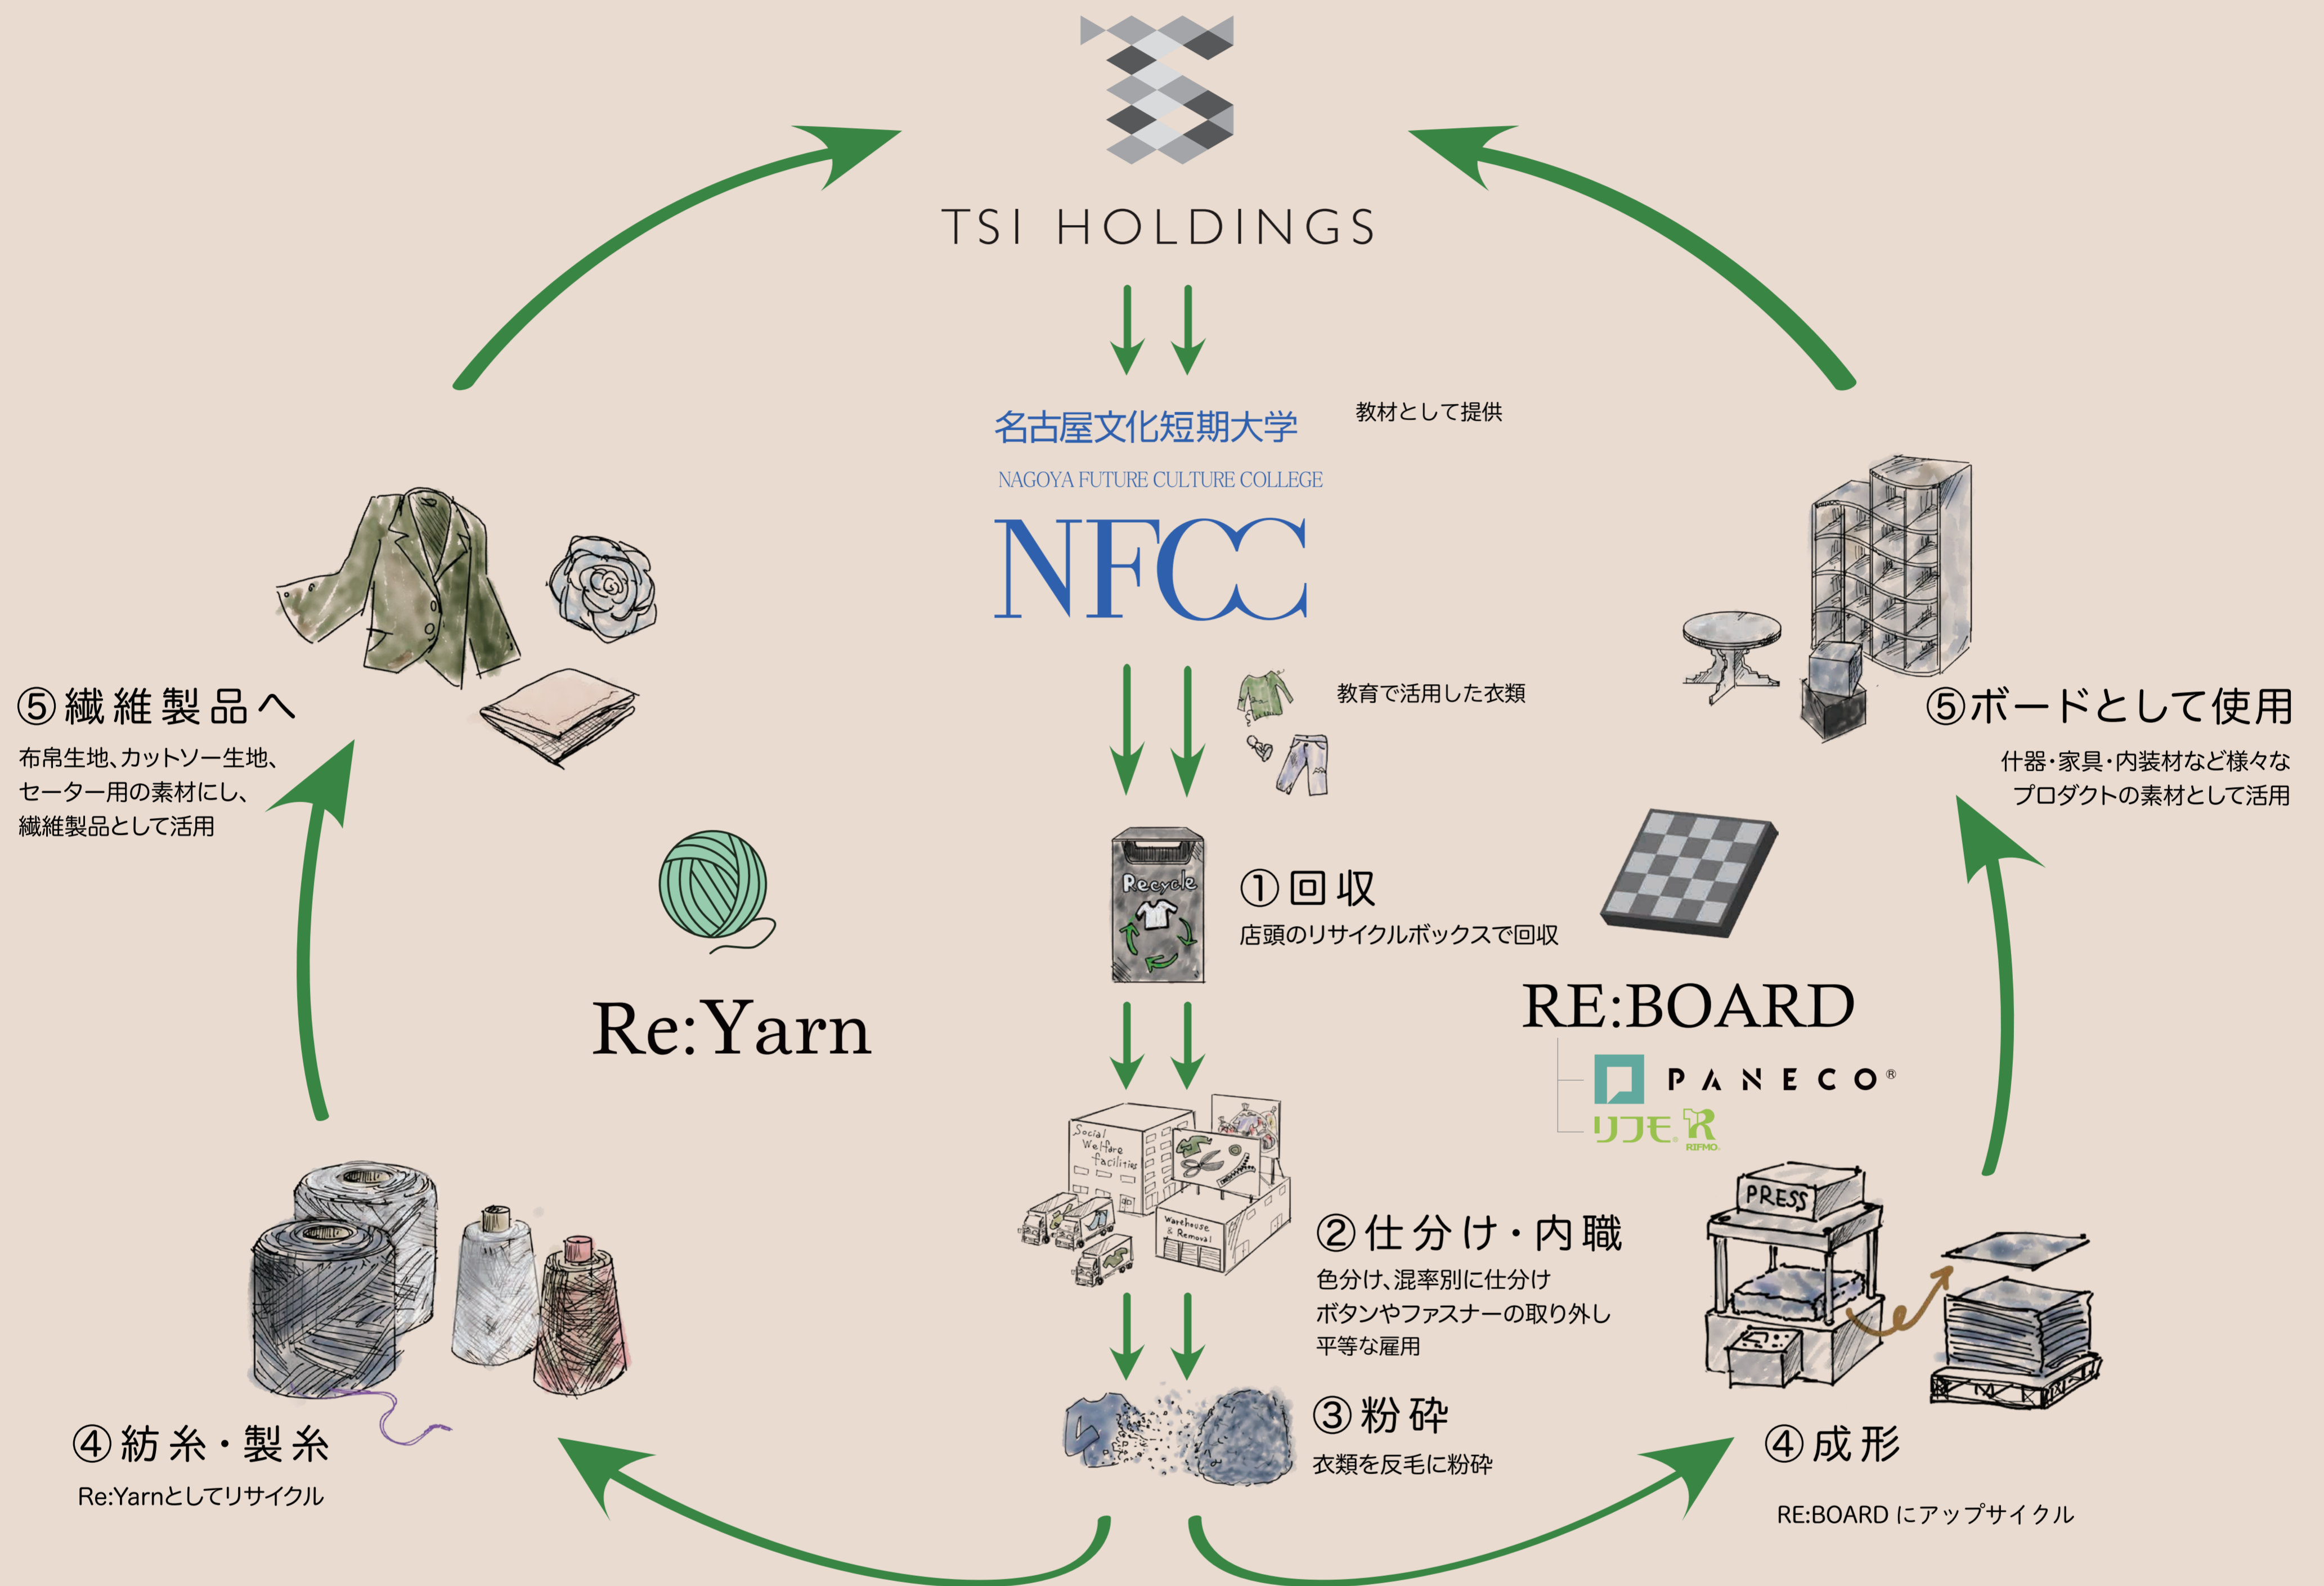 TSI HOLDINGS
名古屋文化短期大学
教材として提供
NAGOYA FUTURE CULTURE COLLEGE
NFCC
教育で活用した衣類
⑤繊維製品へ
布帛生地、カットソー生地、
セーター用の素材にし、
繊維製品として活用
⑤ボードとして使用
什器・家具・内装材など様々な
プロダクトの素材として活用
Recycle
①回収
店頭のリサイクルボックスで回収
Re:Yarn
RE:BOARD
PANECO®
リフモ® R
RIFMO®
Social
Welfare
facilities
Warehouse
& Removal
②仕分け・内職
色分け、混率別に仕分け
ボタンやファスナーの取り外し
平等な雇用
PRESS
③粉砕
衣類を反毛に粉砕
④紡糸・製糸
Re:Yarnとしてリサイクル
④成形
RE:BOARD にアップサイクル